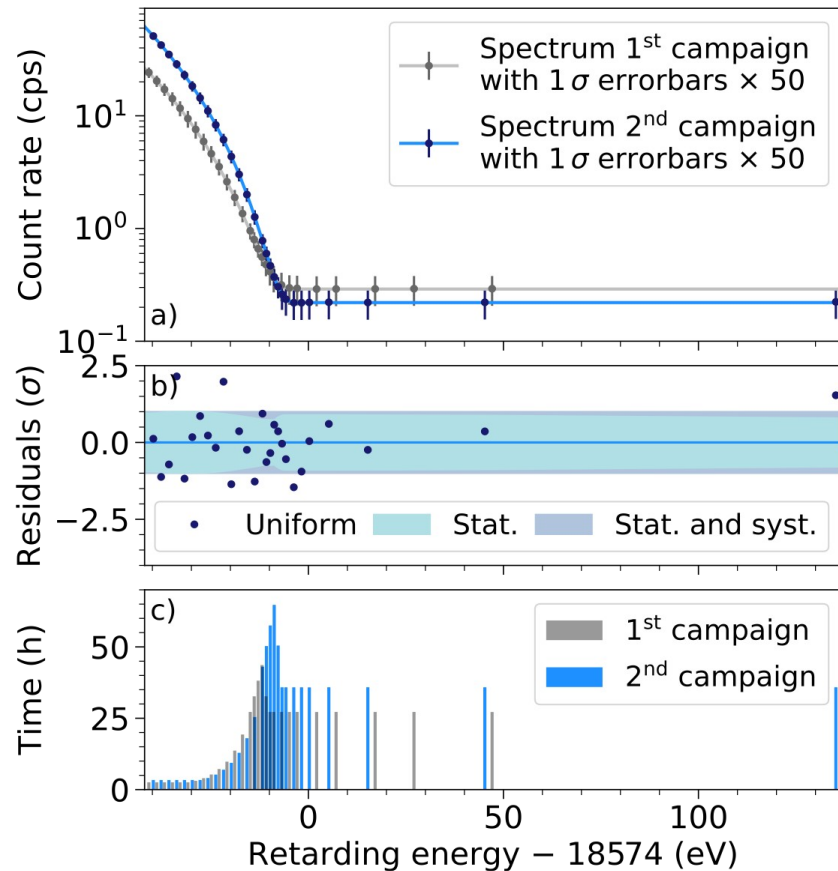 Count rate (cps)
10¹
10⁰
10⁻¹
a)
Spectrum 1ˢᵗ campaign
with 1 σ errorbars × 50
Spectrum 2ⁿᵈ campaign
with 1 σ errorbars × 50
Residuals (σ)
2.5
0.0
−2.5
b)
Uniform Stat. Stat. and syst.
Time (h)
50
25
0
c)
1ˢᵗ campaign
2ⁿᵈ campaign
0 50 100
Retarding energy − 18574 (eV)